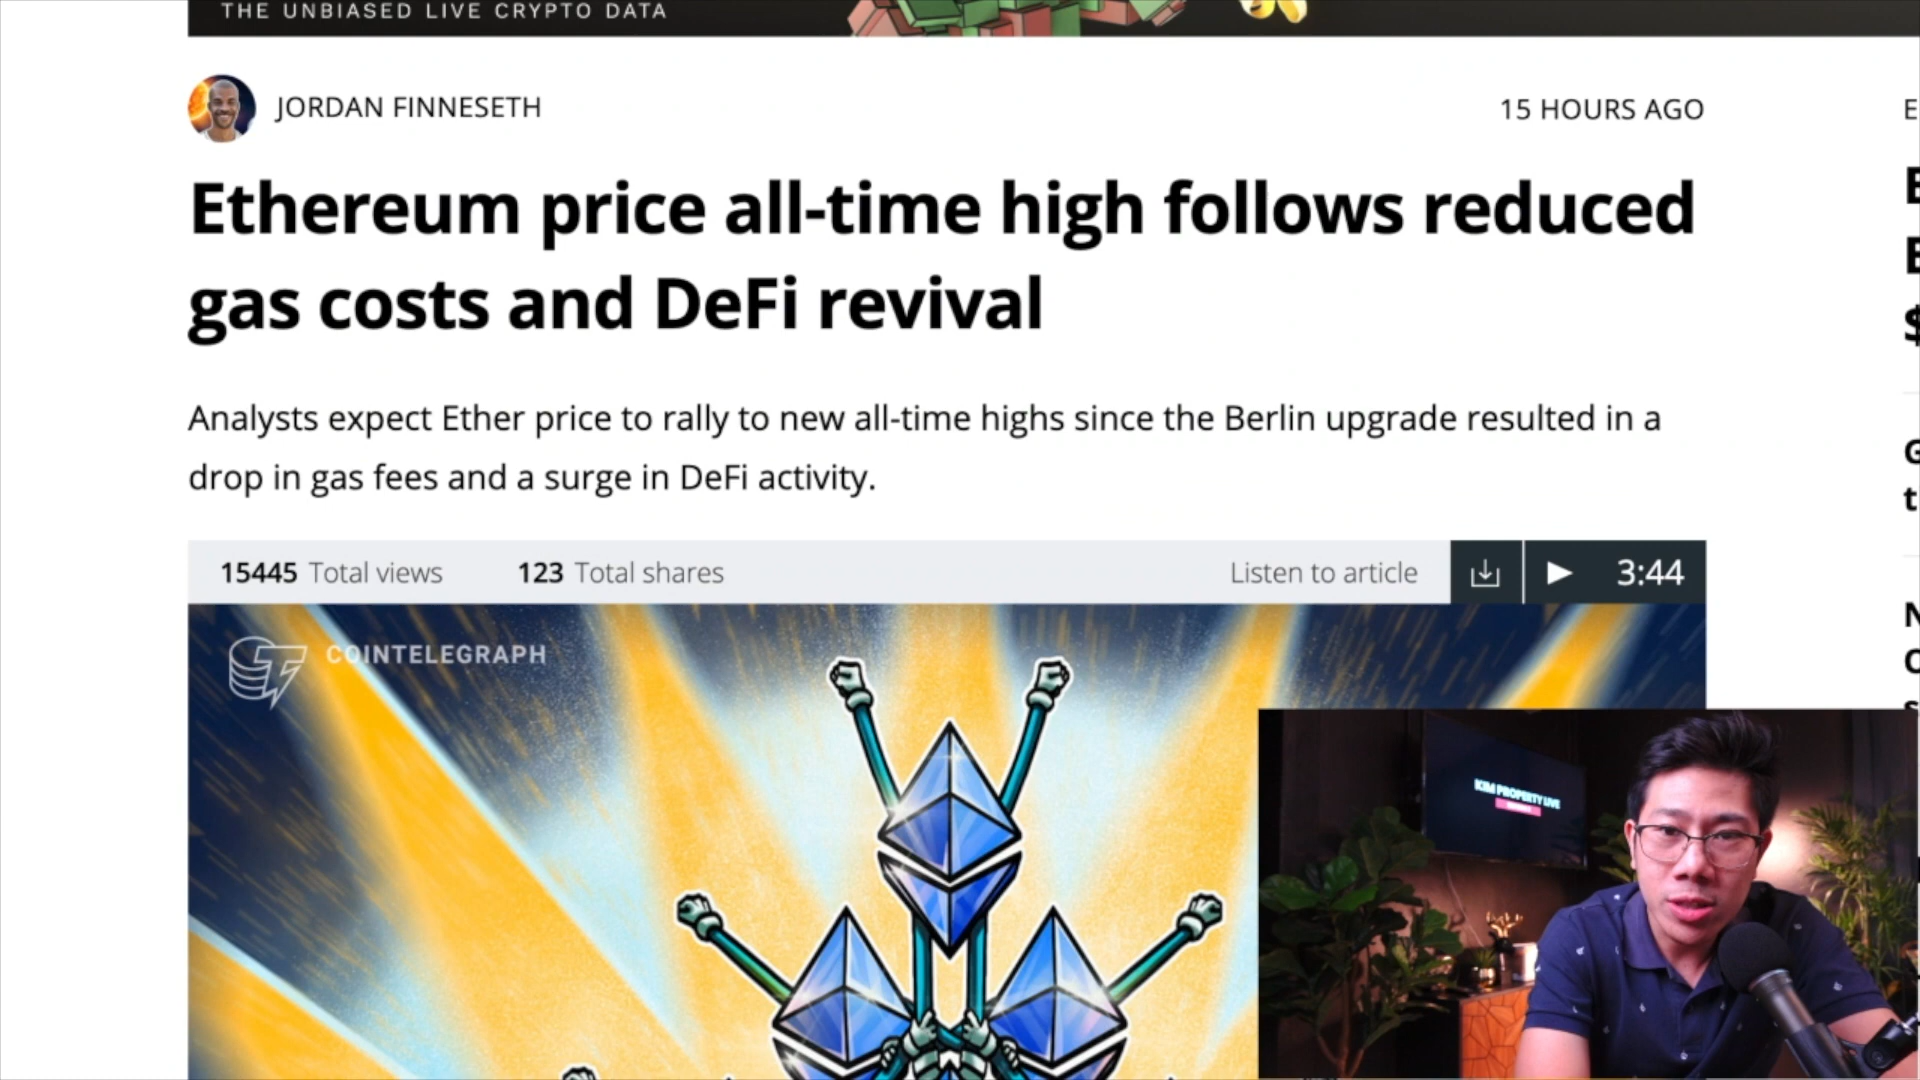 THE UNBIASED LIVE CRYPTO DATA
JORDAN FINNESETH
15 HOURS AGO
Ethereum price all-time high follows reduced
gas costs and DeFi revival
Analysts expect Ether price to rally to new all-time highs since the Berlin upgrade resulted in a
drop in gas fees and a surge in DeFi activity.
15445 Total views 123 Total shares Listen to article 3:44
COINTELEGRAPH
KIM PROPERTY LIVE